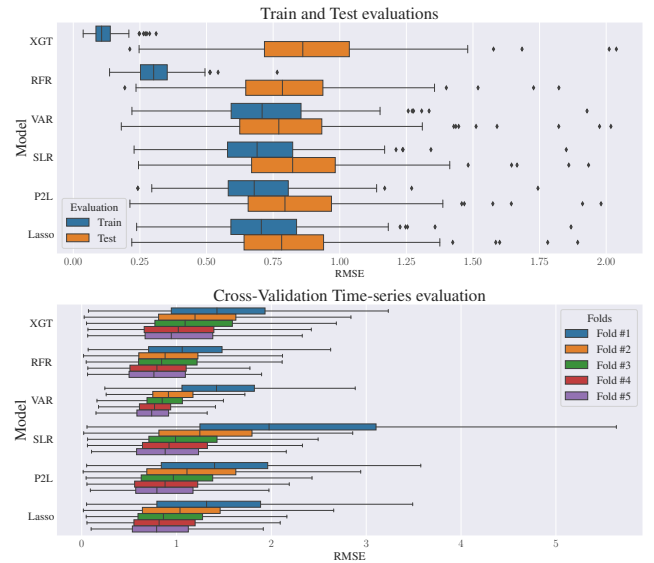 Train and Test evaluations
Model
XGT
RFR
VAR
SLR
P2L
Lasso
Evaluation
Train
Test
0.00 0.25 0.50 0.75 1.00 1.25 1.50 1.75 2.00
RMSE
Cross-Validation Time-series evaluation
Model
XGT
RFR
VAR
SLR
P2L
Lasso
Folds
Fold #1
Fold #2
Fold #3
Fold #4
Fold #5
0 1 2 3 4 5
RMSE